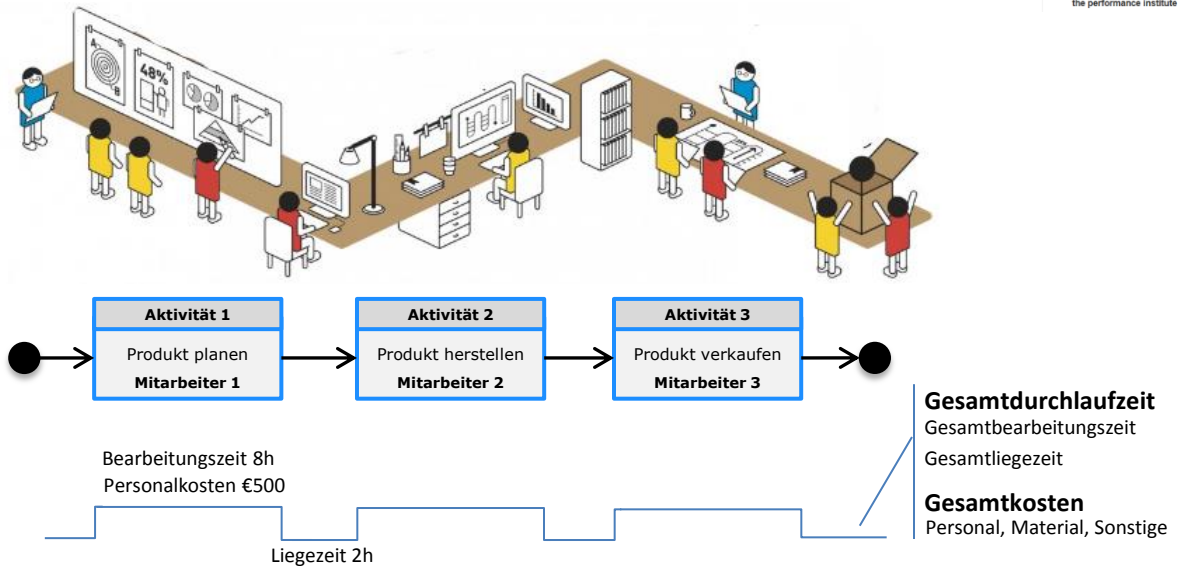 the performance institute
A
48%
B
Aktivität 1
Produkt planen
Mitarbeiter 1
Aktivität 2
Produkt herstellen
Mitarbeiter 2
Aktivität 3
Produkt verkaufen
Mitarbeiter 3
Bearbeitungszeit 8h
Personalkosten €500
Liegezeit 2h
Gesamtdurchlaufzeit
Gesamtbearbeitungszeit
Gesamtliegezeit
Gesamtkosten
Personal, Material, Sonstige